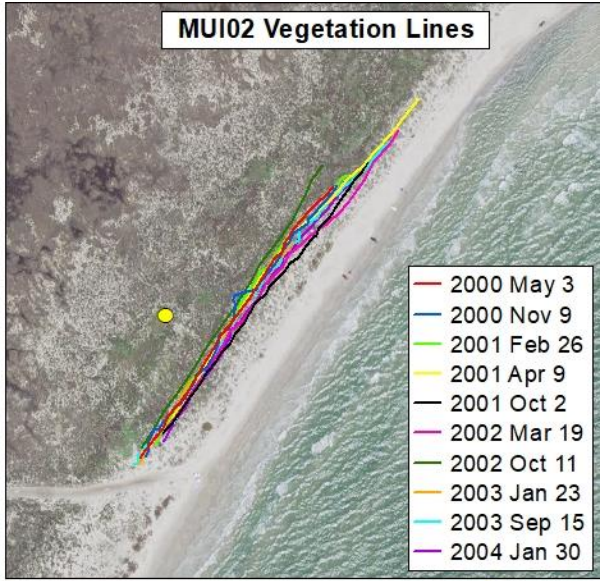 MUI02 Vegetation Lines
2000 May 3
2000 Nov 9
2001 Feb 26
2001 Apr 9
2001 Oct 2
2002 Mar 19
2002 Oct 11
2003 Jan 23
2003 Sep 15
2004 Jan 30